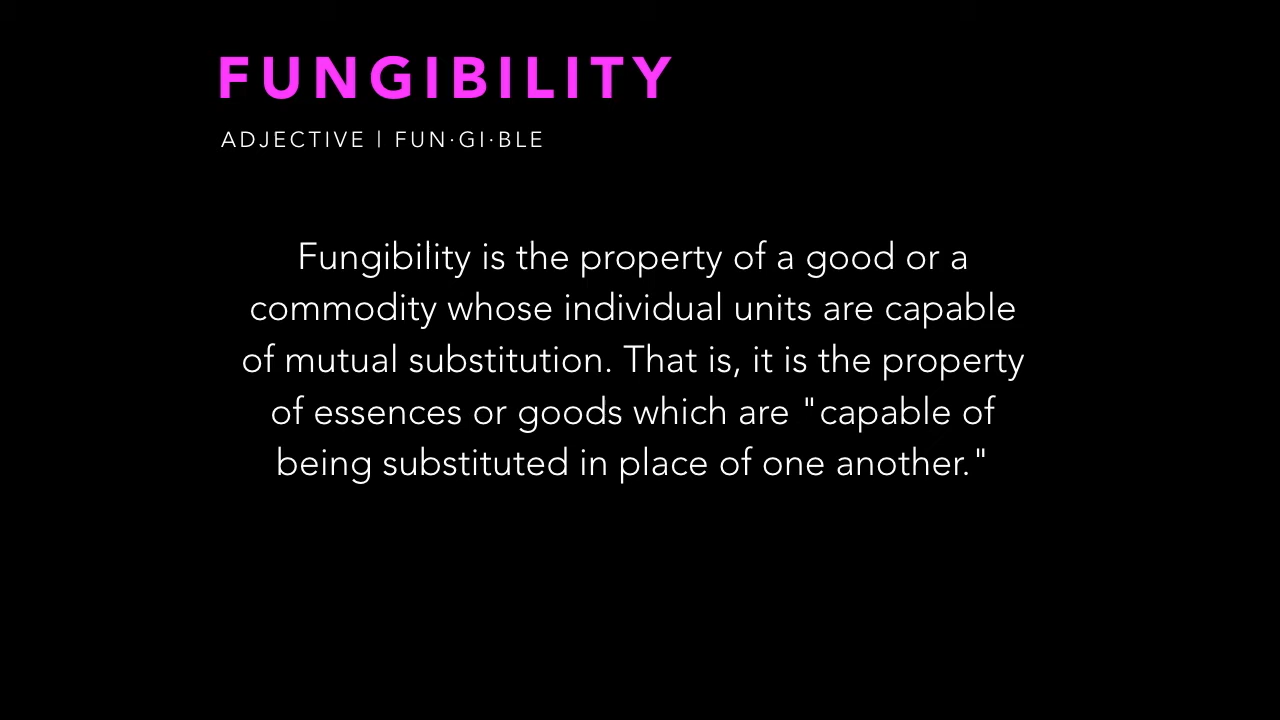 FUNGIBILITY
ADJECTIVE | FUN·GI·BLE
Fungibility is the property of a good or a
commodity whose individual units are capable
of mutual substitution. That is, it is the property
of essences or goods which are "capable of
being substituted in place of one another."